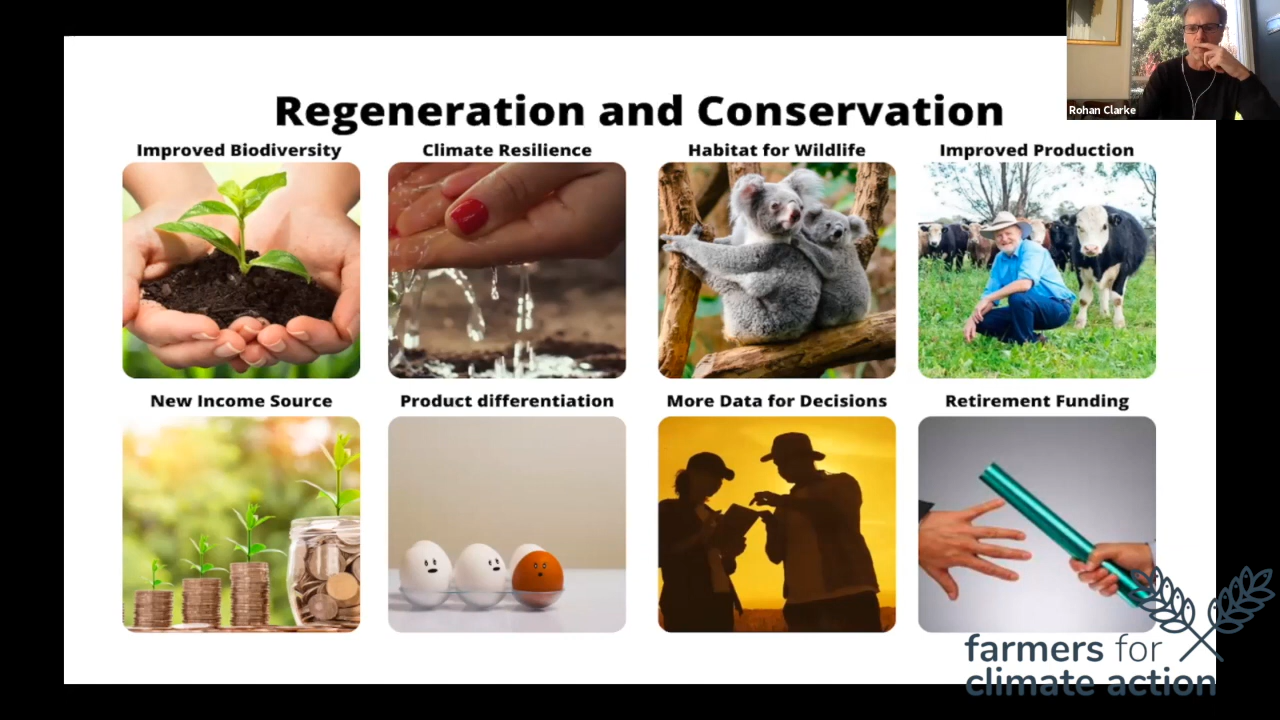 Rohan Clarke
Regeneration and Conservation
Improved Biodiversity
Climate Resilience
Habitat for Wildlife
Improved Production
New Income Source
Product differentiation
More Data for Decisions
Retirement Funding
farmers for
climate action